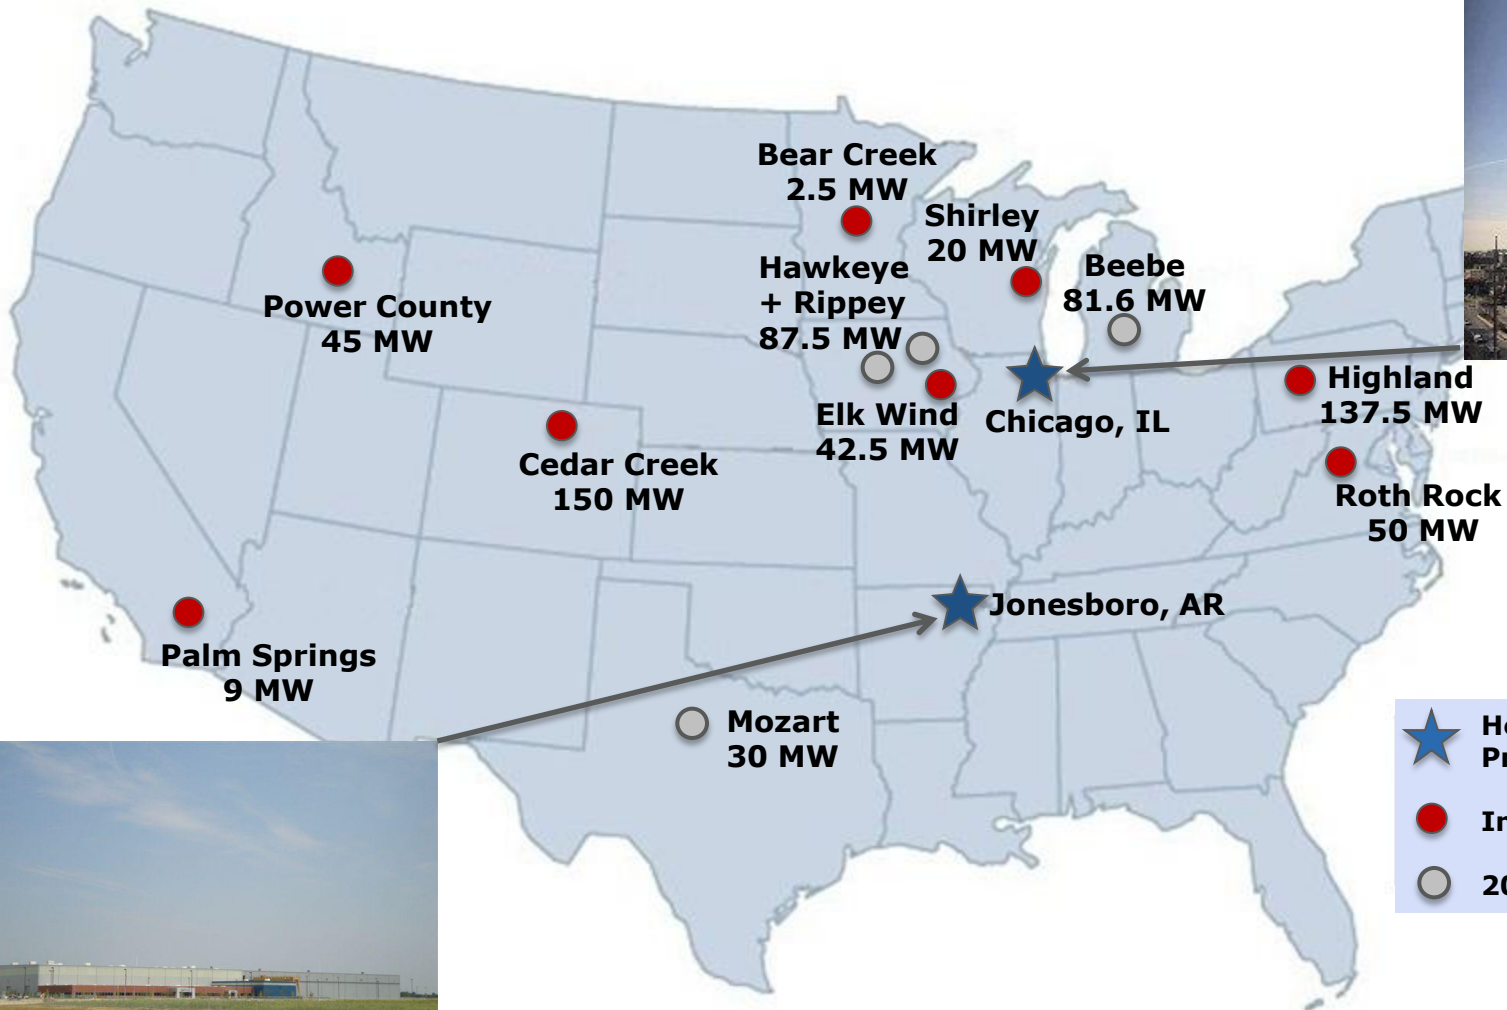 Bear Creek
2.5 MW
Shirley
20 MW
Hawkeye
+ Rippey
87.5 MW
Beebe
81.6 MW
Power County
45 MW
Highland
137.5 MW
Elk Wind
42.5 MW
Chicago, IL
Cedar Creek
150 MW
Roth Rock
50 MW
Jonesboro, AR
Palm Springs
9 MW
Mozart
30 MW